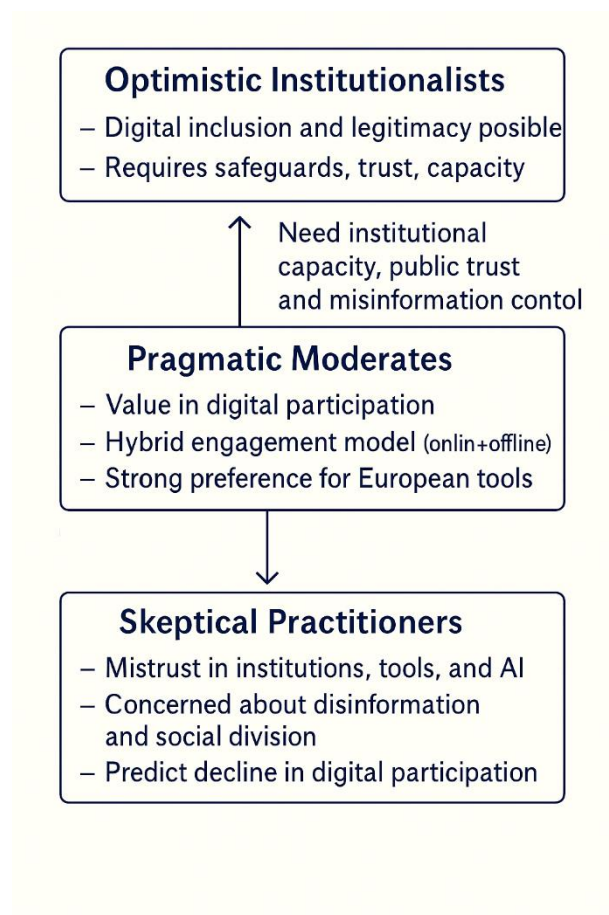 Optimistic Institutionalists
– Digital inclusion and legitimacy posible
– Requires safeguards, trust, capacity
Need institutional
capacity, public trust
and misinformation contol
Pragmatic Moderates
– Value in digital participation
– Hybrid engagement model (onlin+offline)
– Strong preference for European tools
Skeptical Practitioners
– Mistrust in institutions, tools, and AI
– Concerned about disinformation
and social division
– Predict decline in digital participation